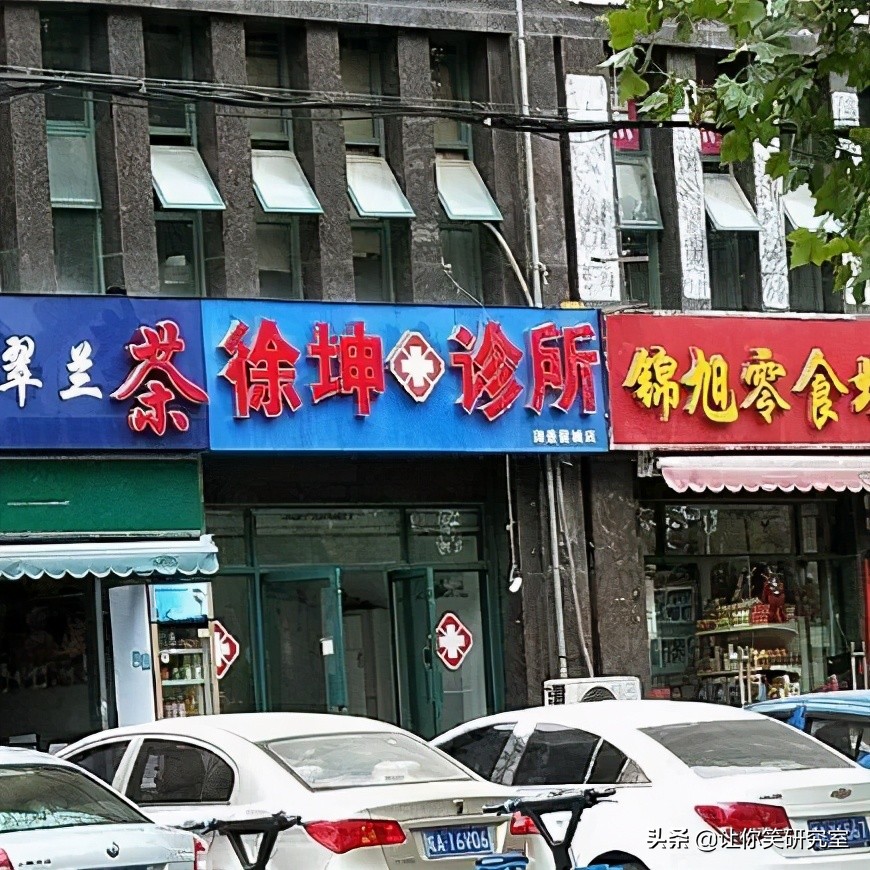 翠兰
茶
徐坤诊所
锦旭零食
头条 @让你笑研究室